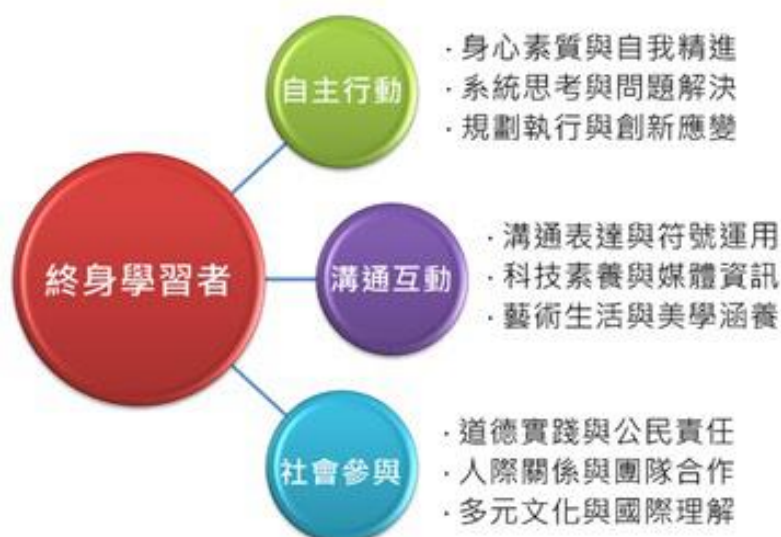 終身學習者
自主行動
· 身心素質與自我精進
· 系統思考與問題解決
· 規劃執行與創新應變
溝通互動
· 溝通表達與符號運用
· 科技素養與媒體資訊
· 藝術生活與美學涵養
社會參與
· 道德實踐與公民責任
· 人際關係與團隊合作
· 多元文化與國際理解